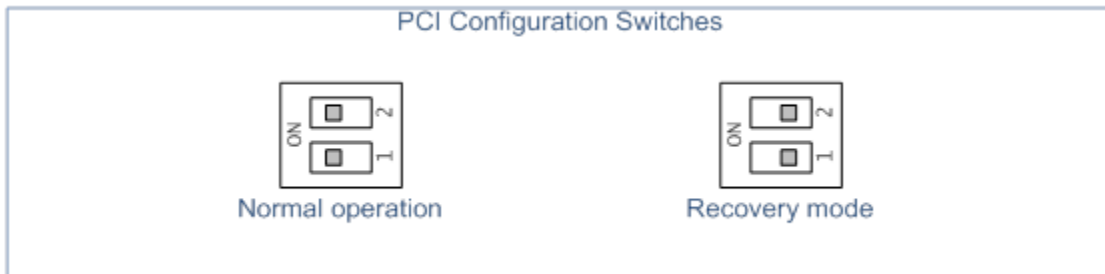 PCI Configuration Switches
ON
2
1
Normal operation
ON
2
1
Recovery mode